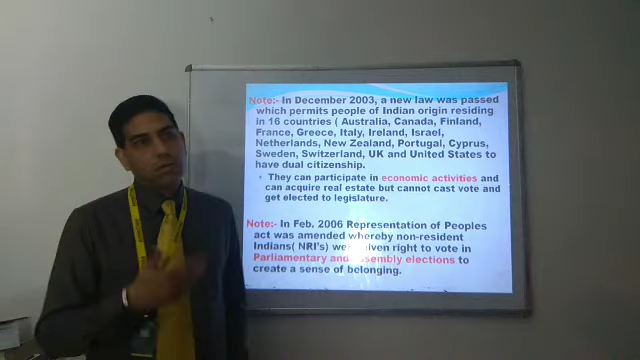 Note:- In December 2003, a new law was passed
which permits people of Indian origin residing
in 16 countries ( Australia, Canada, Finland,
France, Greece, Italy, Ireland, Israel,
Netherlands, New Zealand, Portugal, Cyprus,
Sweden, Switzerland, UK and United States to
have dual citizenship.
• They can participate in economic activities and
can acquire real estate but cannot cast vote and
get elected to legislature.
Note:- In Feb. 2006 Representation of Peoples
act was amended whereby non-resident
Indians( NRI's) were given right to vote in
Parliamentary and Assembly elections to
create a sense of belonging.